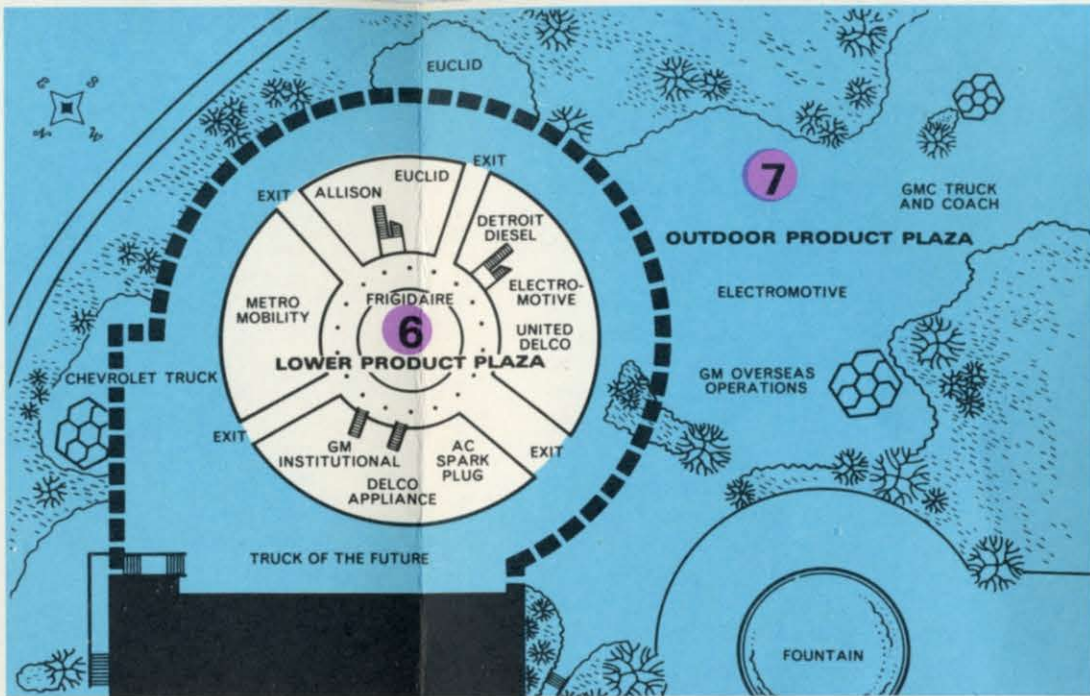 EUCLID
E
S
N
W
EXIT
EUCLID
EXIT
ALLISON
7
GMC TRUCK
AND COACH
DETROIT
DIESEL
OUTDOOR PRODUCT PLAZA
ELECTRO-
MOTIVE
ELECTROMOTIVE
METRO
MOBILITY
FRIGIDAIRE
6
UNITED
DELCO
LOWER PRODUCT PLAZA
CHEVROLET TRUCK
GM OVERSEAS
OPERATIONS
EXIT
GM
INSTITUTIONAL
AC
SPARK
PLUG
EXIT
DELCO
APPLIANCE
TRUCK OF THE FUTURE
FOUNTAIN